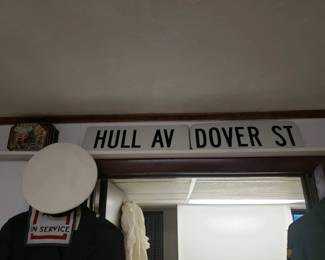 HULL AV DOVER ST
IN SERVICE